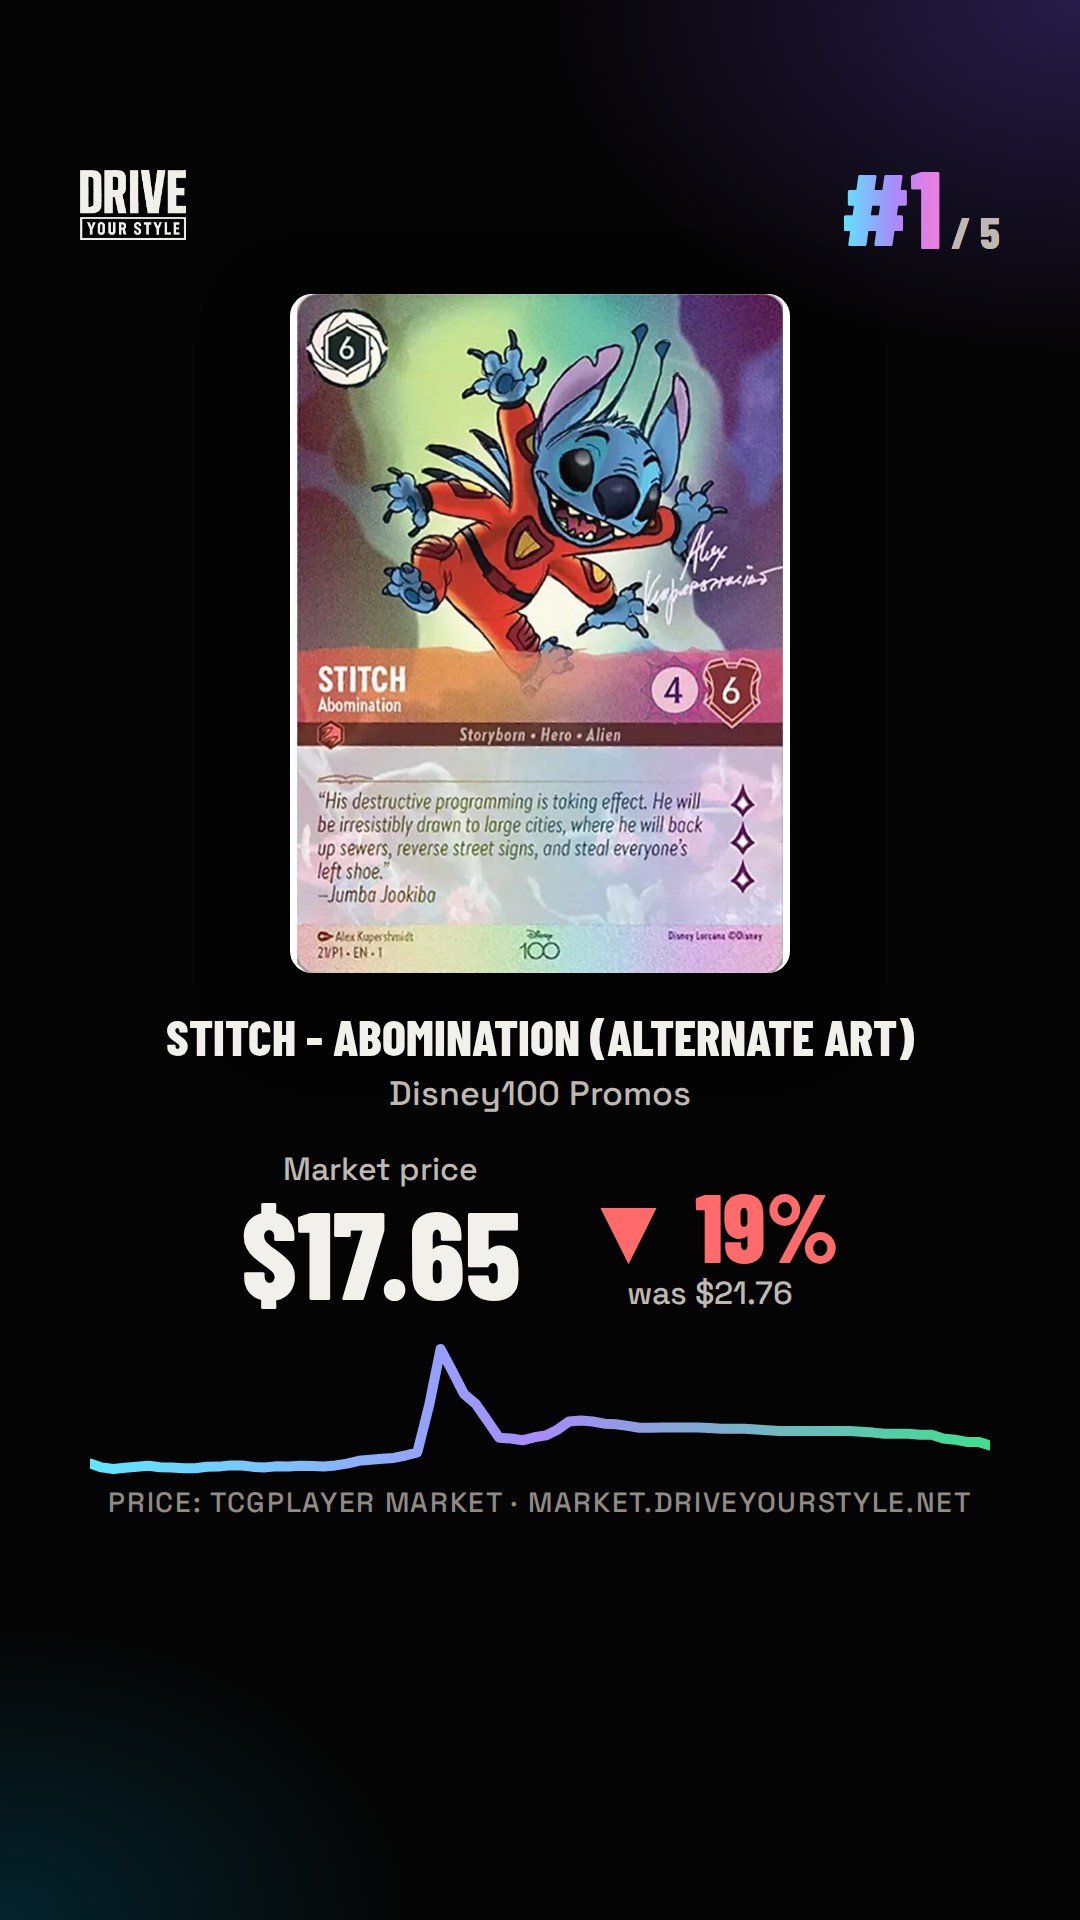 DRIVE
YOUR STYLE
#1 / 5
6
Alex
Kupershmidt
STITCH
Abomination
4
6
Storyborn • Hero • Alien
“His destructive programming is taking effect. He will
be irresistibly drawn to large cities, where he will back
up sewers, reverse street signs, and steal everyone’s
left shoe.”
–Jumba Jookiba
Alex Kupershmidt
21/P1 • EN • 1
Disney
100
Disney Lorcana ©Disney
STITCH - ABOMINATION (ALTERNATE ART)
Disney100 Promos
Market price
$17.65
▼ 19%
was $21.76
PRICE: TCGPLAYER MARKET · MARKET.DRIVEYOURSTYLE.NET